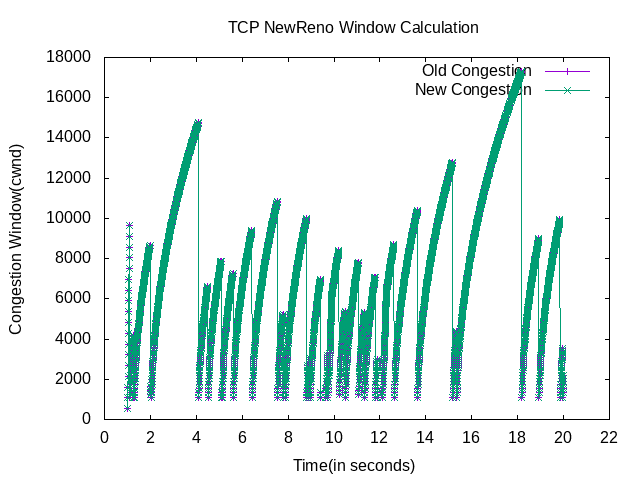 TCP NewReno Window Calculation
18000
16000
14000
12000
10000
8000
6000
4000
2000
0
Congestion Window(cwnd)
Old Congestion
New Congestion
0 2 4 6 8 10 12 14 16 18 20 22
Time(in seconds)